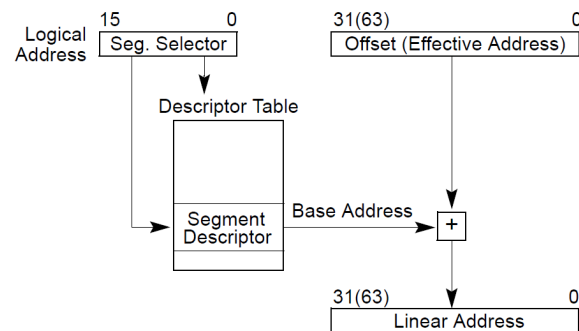 15 0
31(63) 0
Logical
Address
Seg. Selector
Offset (Effective Address)
Descriptor Table
Segment
Descriptor
Base Address
+
31(63) 0
Linear Address